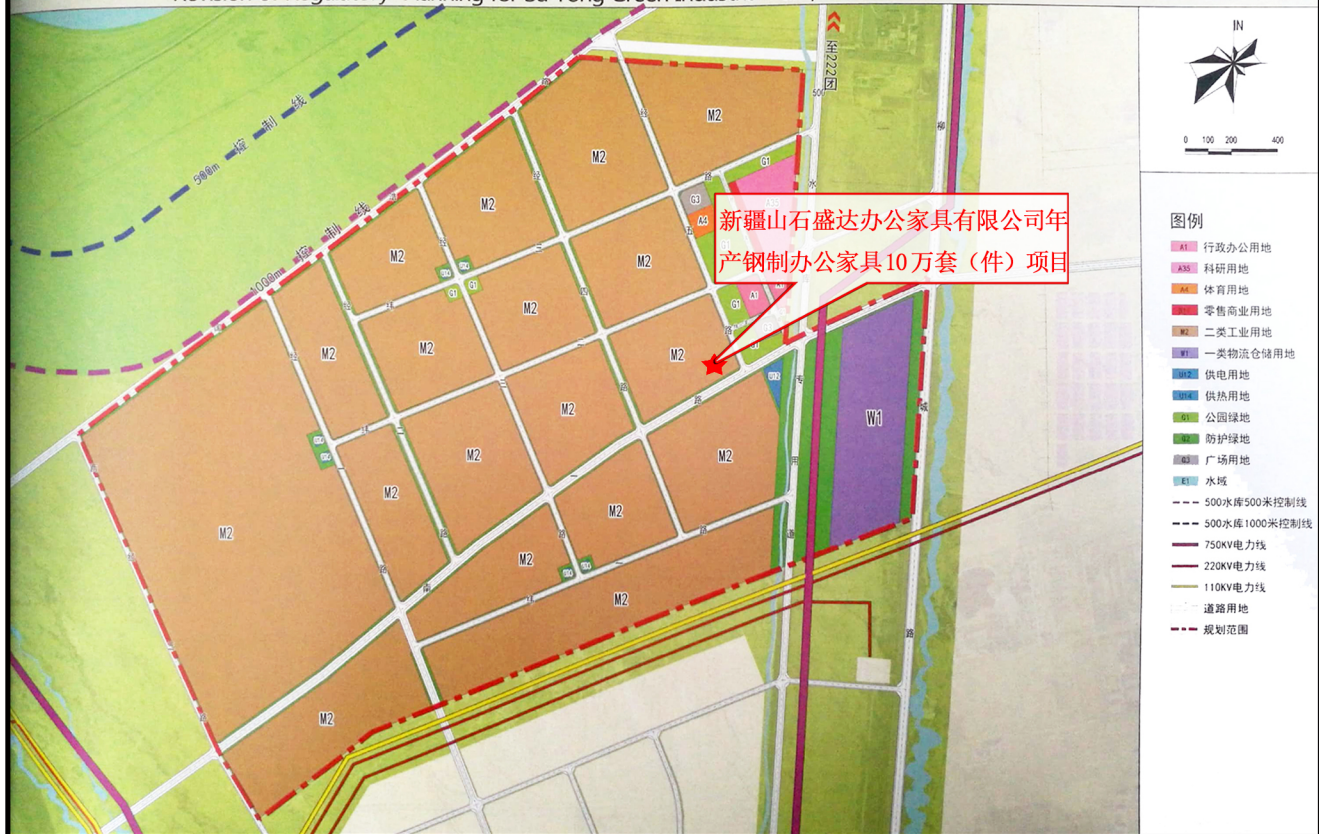 至222团
IN
0 100 200 400
500m 控制线
1000m 控制线
新疆山石盛达办公家具有限公司年
产钢制办公家具10万套（件）项目
M2
M2
G1
M2
G3
A4
M2
M2
M2
G1
G1
G1
A1
M2
M2
M2
M2
U12
M2
W1
M2
M2
M2
M2
M2
M2
M2
M2
图例
A1 行政办公用地
A35 科研用地
A4 体育用地
零售商业用地
M2 二类工业用地
W1 一类物流仓储用地
U12 供电用地
U14 供热用地
G1 公园绿地
G2 防护绿地
G3 广场用地
E1 水域
500水库500米控制线
500水库1000米控制线
750KV电力线
220KV电力线
110KV电力线
道路用地
规划范围